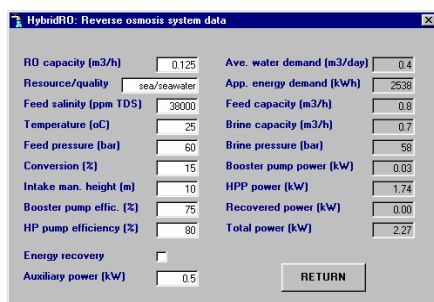 HybridRO: Reverse osmosis system data
RO capacity (m3/h) 0.125 Ave. water demand (m3/day) 0.4
Resource/quality sea/seawater App. energy demand (kWh) 2538
Feed salinity (ppm TDS) 38000 Feed capacity (m3/h) 0.8
Temperature (oC) 25 Brine capacity (m3/h) 0.7
Feed pressure (bar) 60 Brine pressure (bar) 58
Conversion (%) 15 Booster pump power (kW) 0.03
Intake man. height (m) 10 HPP power (kW) 1.74
Booster pump effic. (%) 75 Recovered power (kW) 0.00
HP pump efficiency (%) 80 Total power (kW) 2.27
Energy recovery
Auxiliary power (kW) 0.5 RETURN